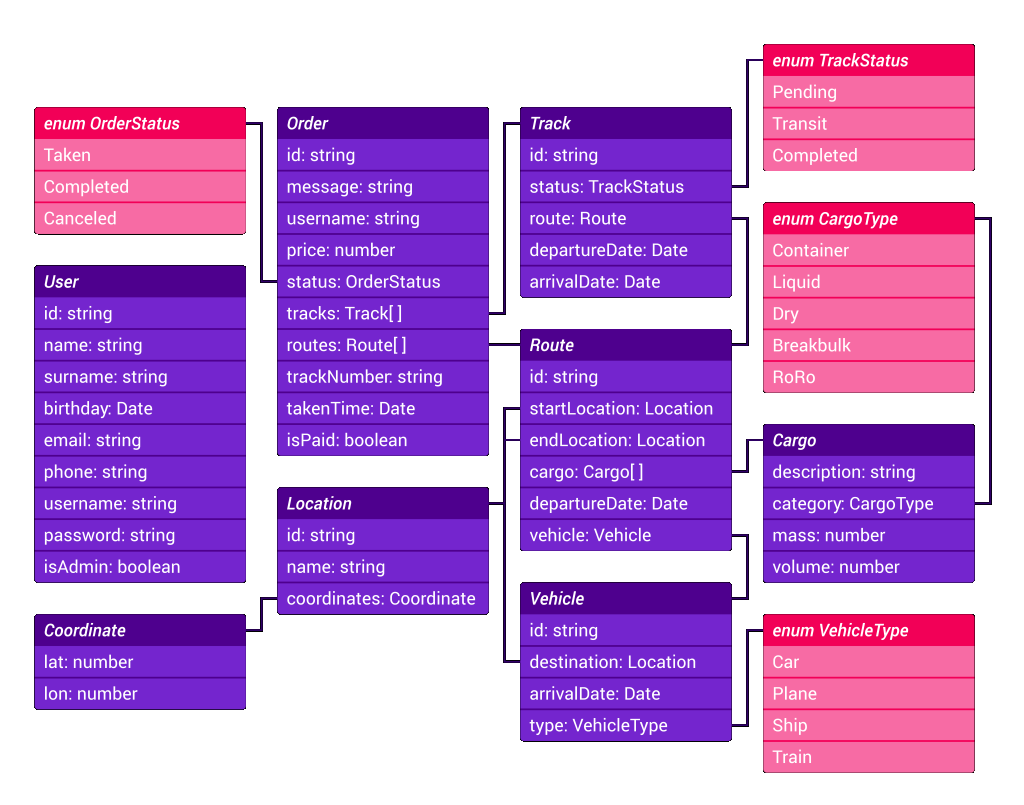 enum OrderStatus
Taken
Completed
Canceled
User
id: string
name: string
surname: string
birthday: Date
email: string
phone: string
username: string
password: string
isAdmin: boolean
Coordinate
lat: number
lon: number
Order
id: string
message: string
username: string
price: number
status: OrderStatus
tracks: Track[ ]
routes: Route[ ]
trackNumber: string
takenTime: Date
isPaid: boolean
Location
id: string
name: string
coordinates: Coordinate
Track
id: string
status: TrackStatus
route: Route
departureDate: Date
arrivalDate: Date
Route
id: string
startLocation: Location
endLocation: Location
cargo: Cargo[ ]
departureDate: Date
vehicle: Vehicle
Vehicle
id: string
destination: Location
arrivalDate: Date
type: VehicleType
enum TrackStatus
Pending
Transit
Completed
enum CargoType
Container
Liquid
Dry
Breakbulk
RoRo
Cargo
description: string
category: CargoType
mass: number
volume: number
enum VehicleType
Car
Plane
Ship
Train